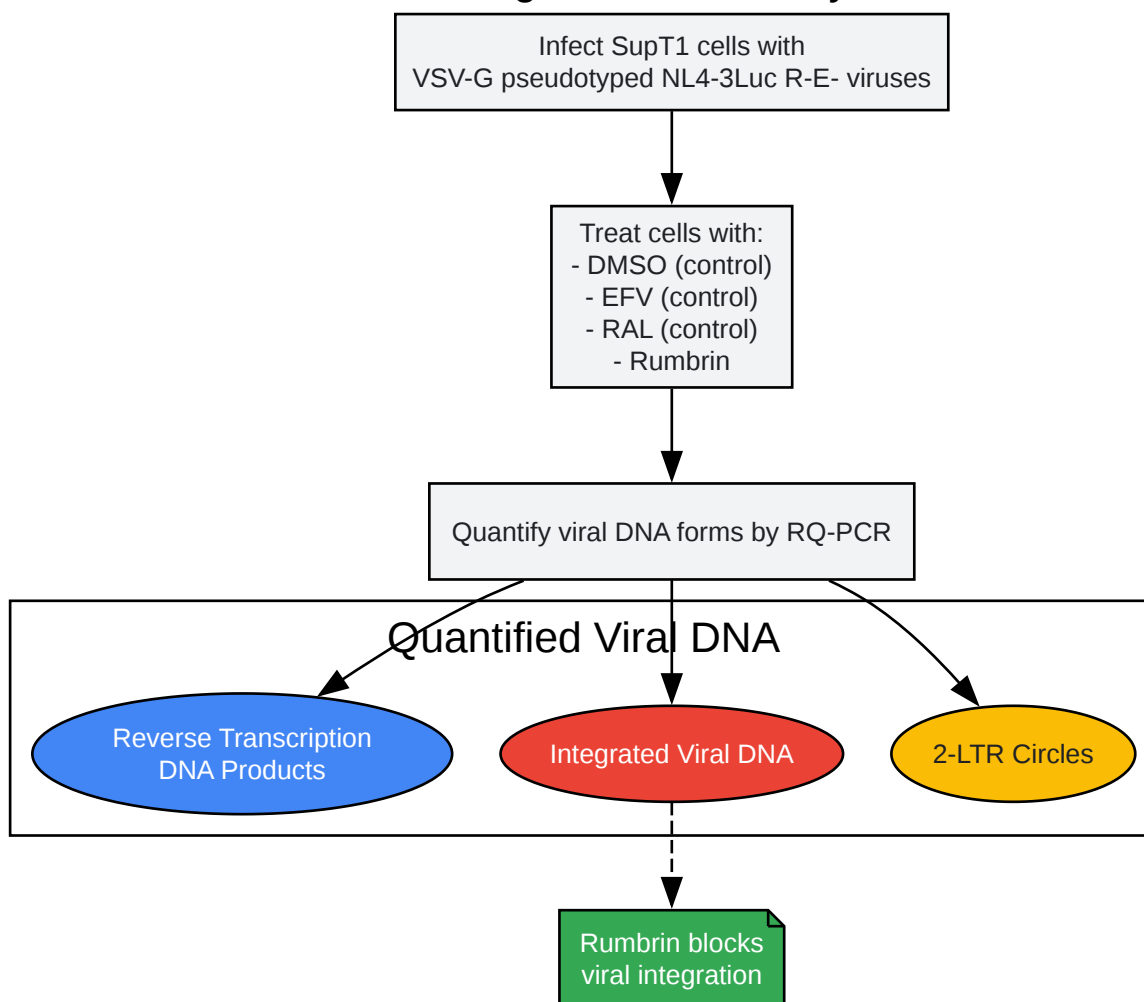 Infect SupT1 cells with
VSV-G pseudotyped NL4-3Luc R-E- viruses
Treat cells with:
- DMSO (control)
- EFV (control)
- RAL (control)
- Rumbrin
Quantify viral DNA forms by RQ-PCR
Quantified Viral DNA
Reverse Transcription
DNA Products
Integrated Viral DNA
2-LTR Circles
Rumbrin blocks
viral integration